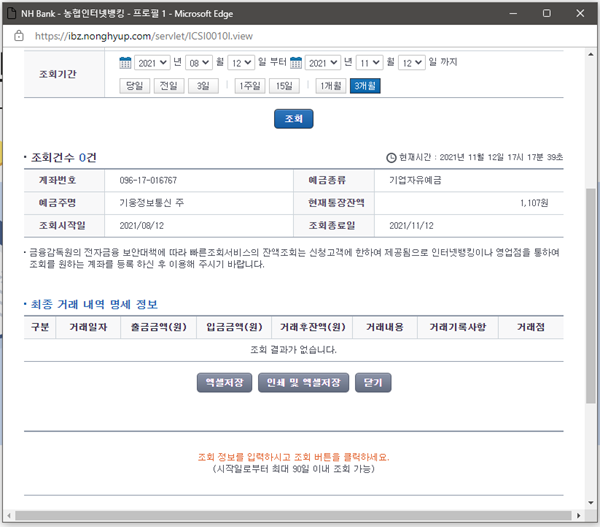 NH Bank - 농협인터넷뱅킹 - 프로필 1 - Microsoft Edge
https://ibz.nonghyup.com/servlet/ICSI0010I.view
조회기간
2021 년 08 월 12 일 부터 2021 년 11 월 12 일 까지
당일 전일 3일 1주일 15일 1개월 3개월
조회
조회건수 0건
현재시간 : 2021년 11월 12일 17시 17분 39초
계좌번호 096-17-016767 예금종류 기업자유예금
예금주명 기웅정보통신 주 현재통장잔액 1,107원
조회시작일 2021/08/12 조회종료일 2021/11/12
금융감독원의 전자금융 보안대책에 따라 빠른조회서비스의 잔액조회는 신청고객에 한하여 제공됨으로 인터넷뱅킹이나 영업점을 통하여
조회를 원하는 계좌를 등록 하신 후 이용해 주시기 바랍니다.
최종 거래 내역 명세 정보
구분 거래일자 출금금액(원) 입금금액(원) 거래후잔액(원) 거래내용 거래기록사항 거래점
조회 결과가 없습니다.
엑셀저장 인쇄 및 엑셀저장 닫기
조회 정보를 입력하시고 조회 버튼을 클릭하세요.
(시작일로부터 최대 90일 이내 조회 가능)